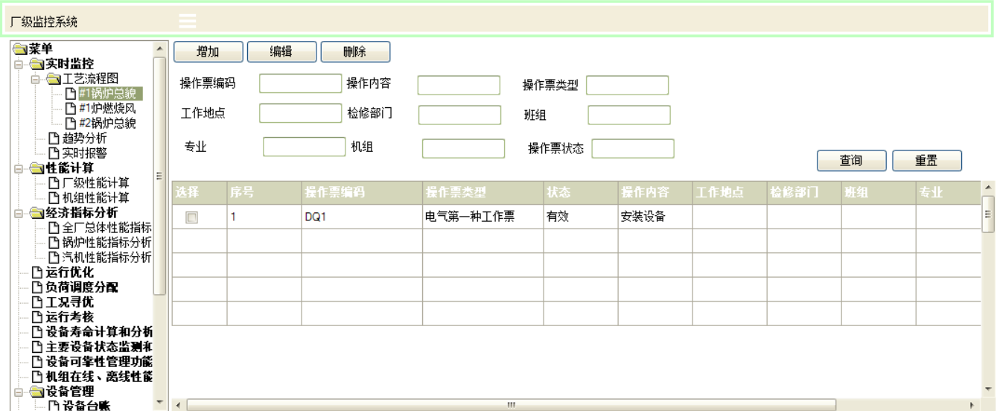 厂级监控系统
菜单
实时监控
工艺流程图
#1锅炉总貌
#1炉燃烧风
#2锅炉总貌
趋势分析
实时报警
性能计算
厂级性能计算
机组性能计算
经济指标分析
全厂总体性能指标
锅炉性能指标分析
汽机性能指标分析
运行优化
负荷调度分配
工况寻优
运行考核
设备寿命计算和分析
主要设备状态监测和
设备可靠性管理功能
机组在线、离线性能
设备管理
设备台账
增加 编辑 删除
操作票编码 操作内容 操作票类型
工作地点 检修部门 班组
专业 机组 操作票状态
查询 重置
选择 序号 操作票编码 操作票类型 状态 操作内容 工作地点 检修部门 班组 专业
1 DQ1 电气第一种工作票 有效 安装设备